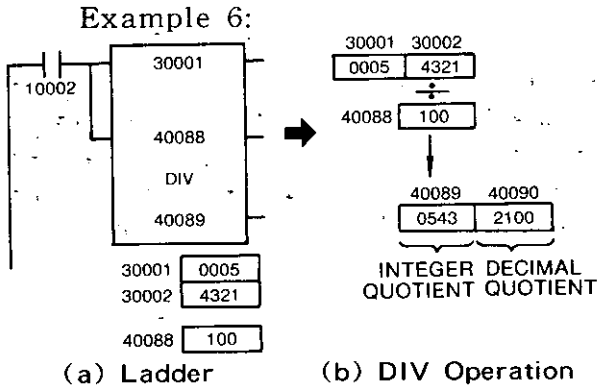 Example 6:
10002
30001
40088
DIV
40089
30001 0005
30002 4321
40088 100
(a) Ladder
30001 30002
0005 4321
÷
40088 100
40089 40090
0543 2100
INTEGER DECIMAL
QUOTIENT QUOTIENT
(b) DIV Operation